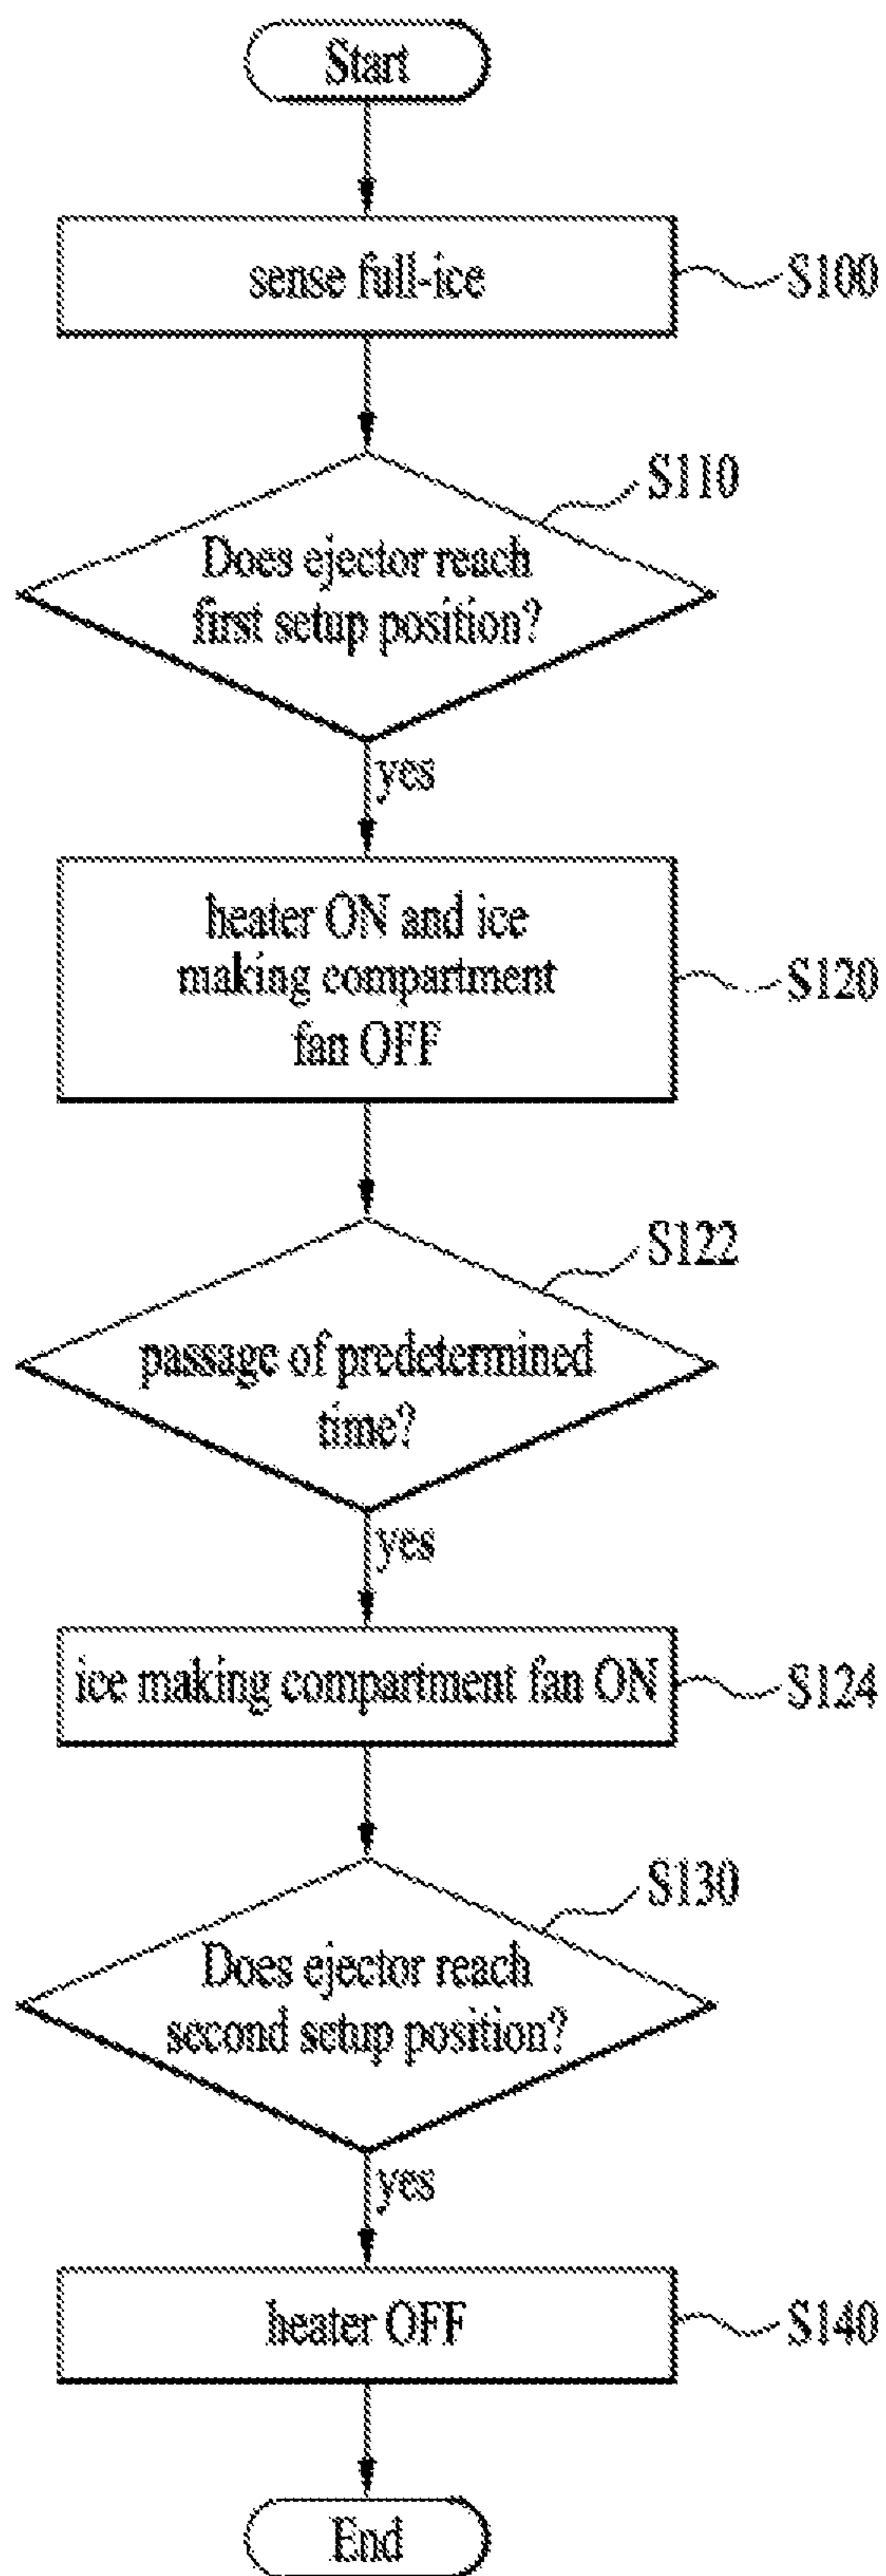 Start
sense full-ice
S100
S110
Does ejector reach
first setup position?
yes
heater ON and ice
making compartment
fan OFF
S120
S122
passage of predetermined
time?
yes
ice making compartment fan ON
S124
S130
Does ejector reach
second setup position?
yes
heater OFF
S140
End